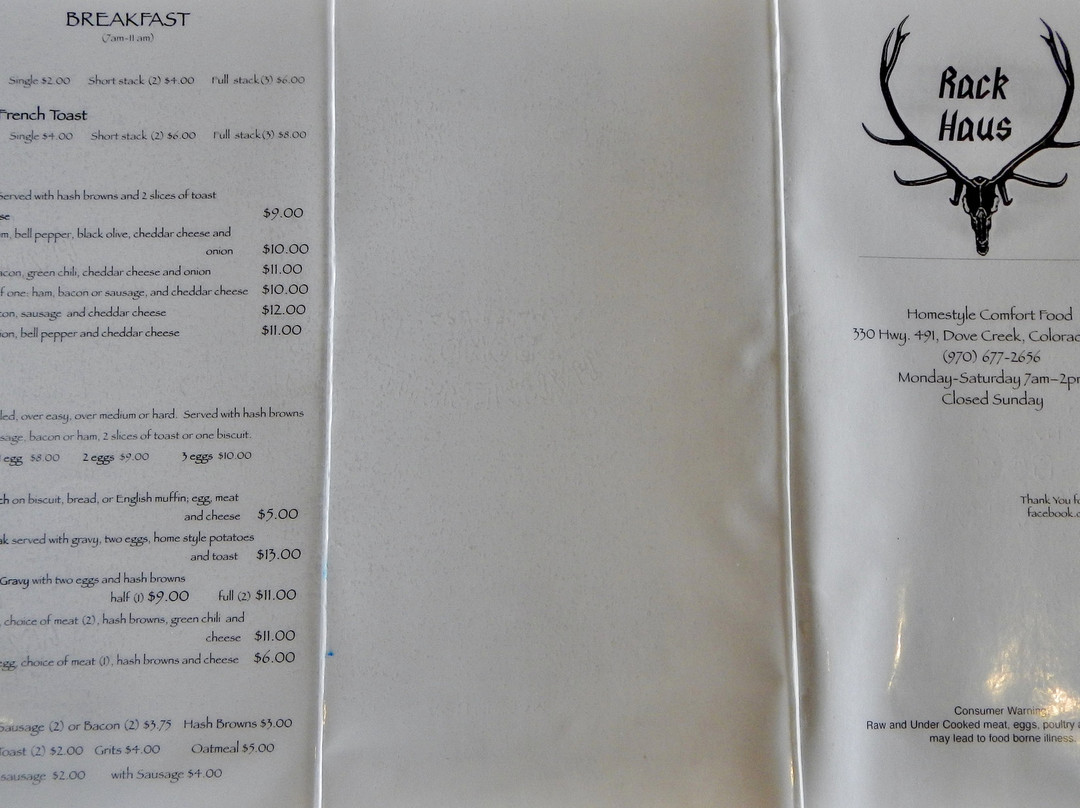 BREAKFAST
(7am-11 am)
Single $2.00 Short stack (2) $4.00 Full stack(3) $6.00
French Toast
Single $4.00 Short stack (2) $6.00 Full stack(3) $8.00
Served with hash browns and 2 slices of toast
se $9.00
m, bell pepper, black olive, cheddar cheese and
onion $10.00
acon, green chili, cheddar cheese and onion $11.00
f one: ham, bacon or sausage, and cheddar cheese $10.00
con, sausage and cheddar cheese $12.00
ion, bell pepper and cheddar cheese $11.00
led, over easy, over medium or hard. Served with hash browns
sage, bacon or ham, 2 slices of toast or one biscuit.
egg $8.00 2 eggs $9.00 3 eggs $10.00
ch on biscuit, bread, or English muffin; egg, meat
and cheese $5.00
ak served with gravy, two eggs, home style potatoes
and toast $13.00
Gravy with two eggs and hash browns
half (1) $9.00 full (2) $11.00
, choice of meat (2), hash browns, green chili and
cheese $11.00
egg, choice of meat (1), hash browns and cheese $6.00
Sausage (2) or Bacon (2) $3.75 Hash Browns $3.00
Toast (2) $2.00 Grits $4.00 Oatmeal $5.00
sausage $2.00 with Sausage $4.00
Rack
Haus
Homestyle Comfort Food
330 Hwy. 491, Dove Creek, Colorad
(970) 677-2656
Monday-Saturday 7am-2pm
Closed Sunday
Thank You fo
facebook.c
Consumer Warning
Raw and Under Cooked meat, eggs, poultry
may lead to food borne illness.